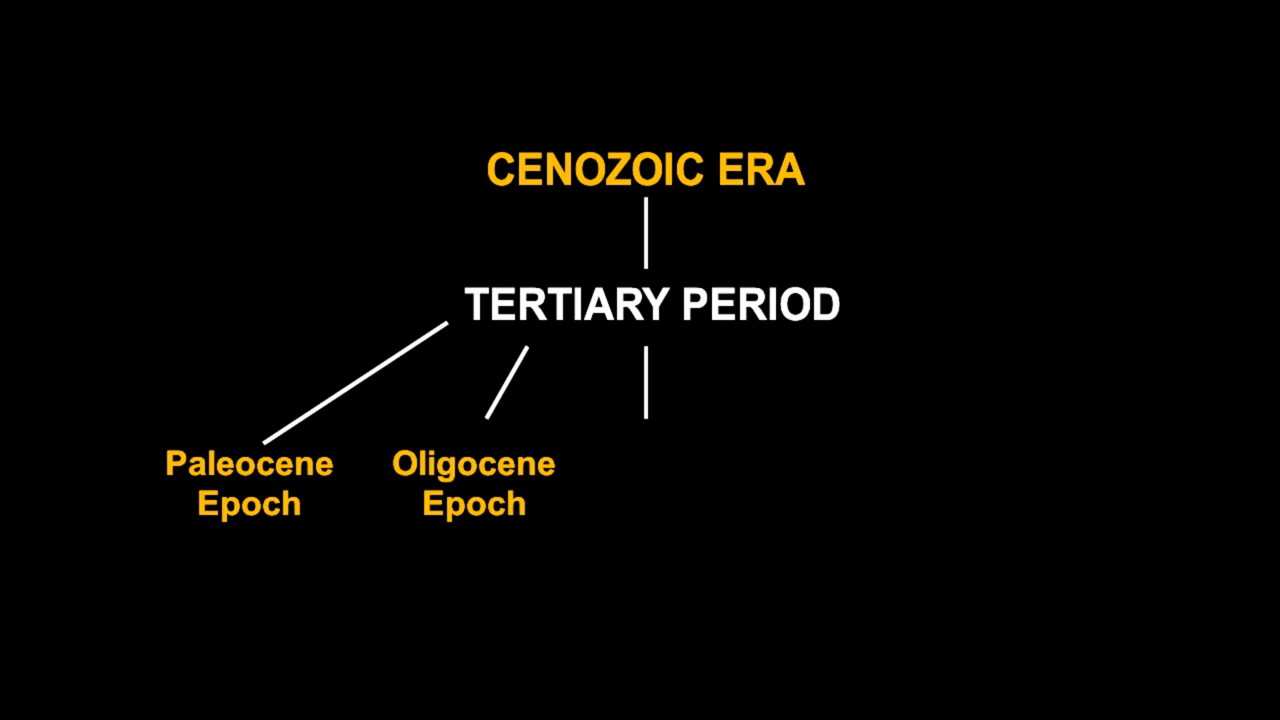 CENOZOIC ERA
TERTIARY PERIOD
Paleocene
Epoch
Oligocene
Epoch